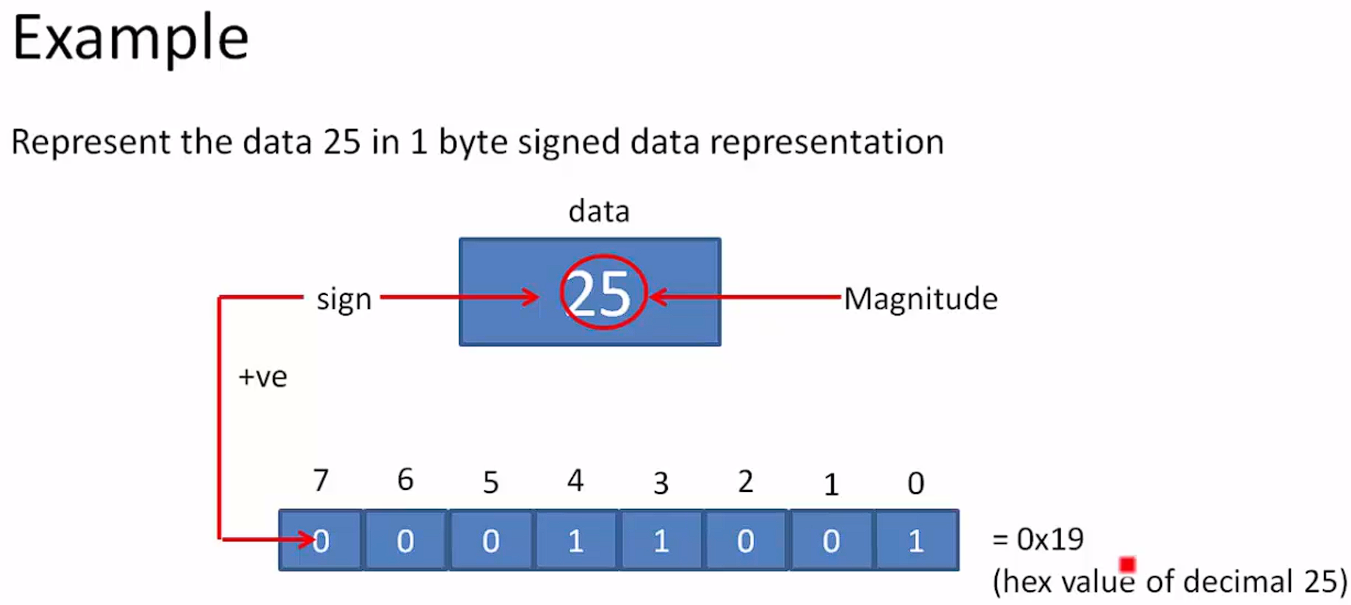 Example
Represent the data 25 in 1 byte signed data representation
data
sign 25 Magnitude
+ve
7 6 5 4 3 2 1 0
0 0 0 1 1 0 0 1 = 0x19
(hex value of decimal 25)